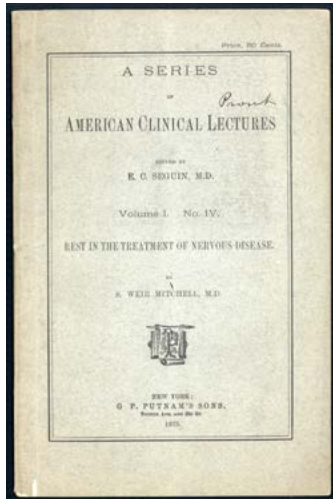 Price, 50 Cents.
A SERIES
OF
AMERICAN CLINICAL LECTURES
EDITED BY
E. C. SEGUIN, M.D.
Volume I. No. IV.
REST IN THE TREATMENT OF NERVOUS DISEASE.
BY
S. WEIR MITCHELL, M.D.
NEW YORK:
G. P. PUTNAM'S SONS,
1875.